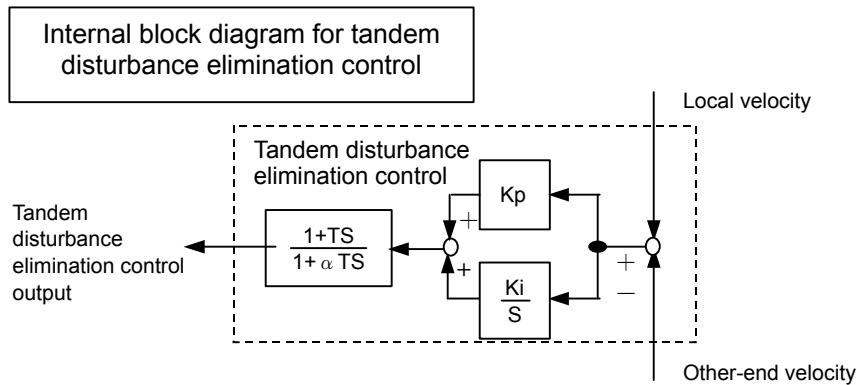 Internal block diagram for tandem
disturbance elimination control
Local velocity
Tandem disturbance
elimination control
Kp
+
Tandem
disturbance
elimination control
output
1+TS
1+ α TS
+
+
−
Ki
S
Other-end velocity